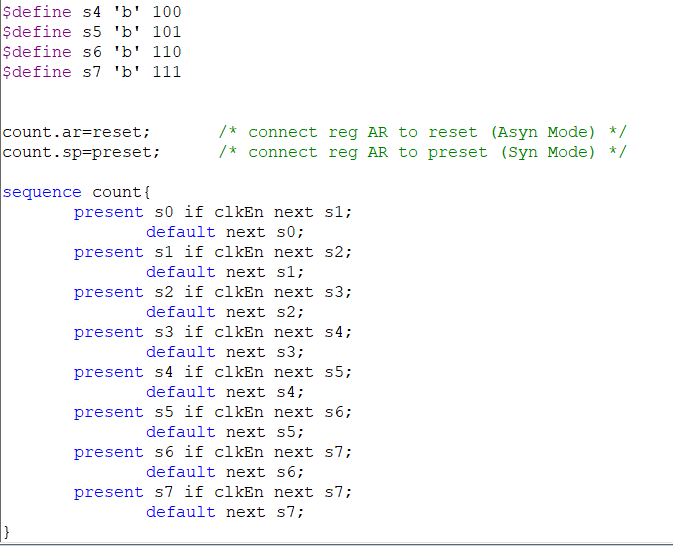 $define s4 'b' 100
$define s5 'b' 101
$define s6 'b' 110
$define s7 'b' 111
count.ar=reset; /* connect reg AR to reset (Asyn Mode) */
count.sp=preset; /* connect reg AR to preset (Syn Mode) */
sequence count{
present s0 if clkEn next s1;
default next s0;
present s1 if clkEn next s2;
default next s1;
present s2 if clkEn next s3;
default next s2;
present s3 if clkEn next s4;
default next s3;
present s4 if clkEn next s5;
default next s4;
present s5 if clkEn next s6;
default next s5;
present s6 if clkEn next s7;
default next s6;
present s7 if clkEn next s7;
default next s7;
}